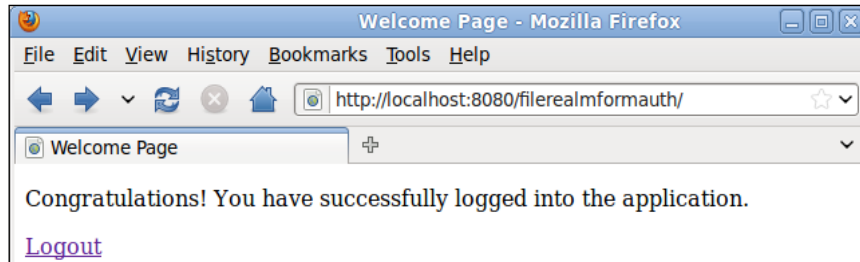 Welcome Page - Mozilla Firefox
File Edit View History Bookmarks Tools Help
http://localhost:8080/filerealmformauth/
Welcome Page
Congratulations! You have successfully logged into the application.
Logout